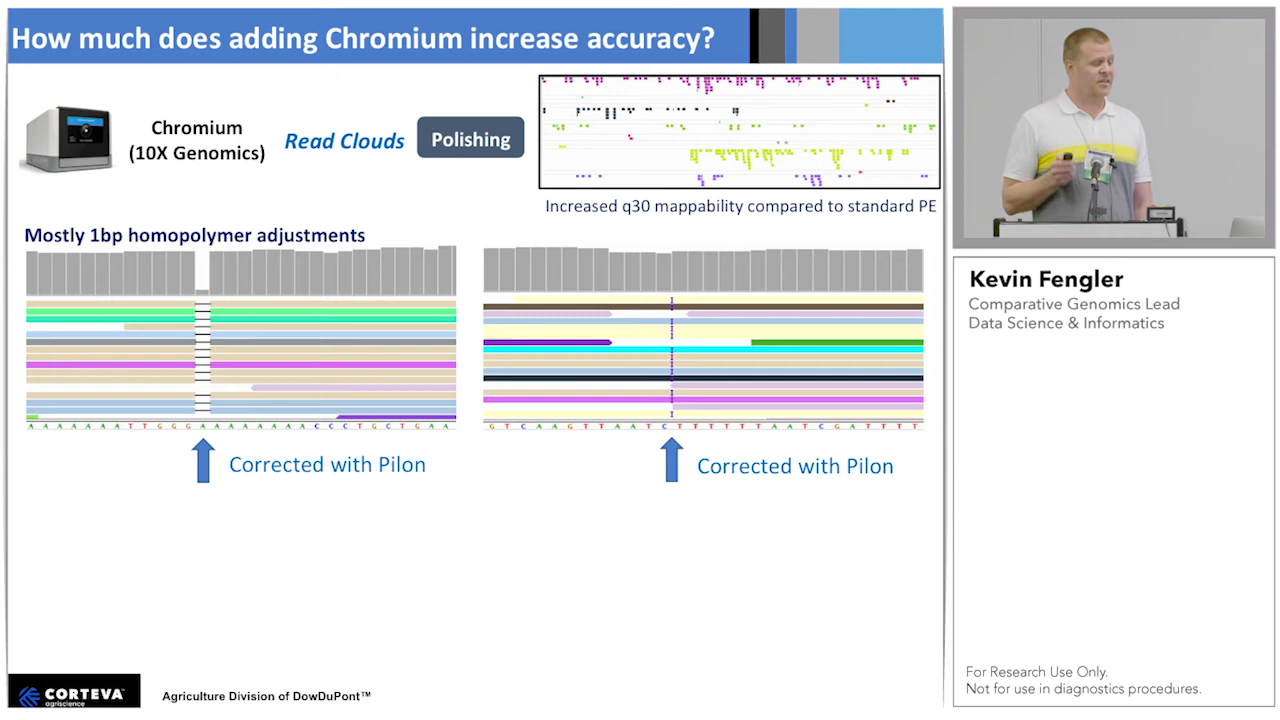 How much does adding Chromium increase accuracy?
Chromium
(10X Genomics)
Read Clouds
Polishing
Increased q30 mappability compared to standard PE
Mostly 1bp homopolymer adjustments
A A A A A A A T T G G G A A A A A A A A C C C T G C T G A A
G T C A A G T T A A T C T T T T T T T A A T C G A T T T T
Corrected with Pilon
Corrected with Pilon
CORTEVA™
agriscience
Agriculture Division of DowDuPont™
Kevin Fengler
Comparative Genomics Lead
Data Science & Informatics
For Research Use Only.
Not for use in diagnostics procedures.